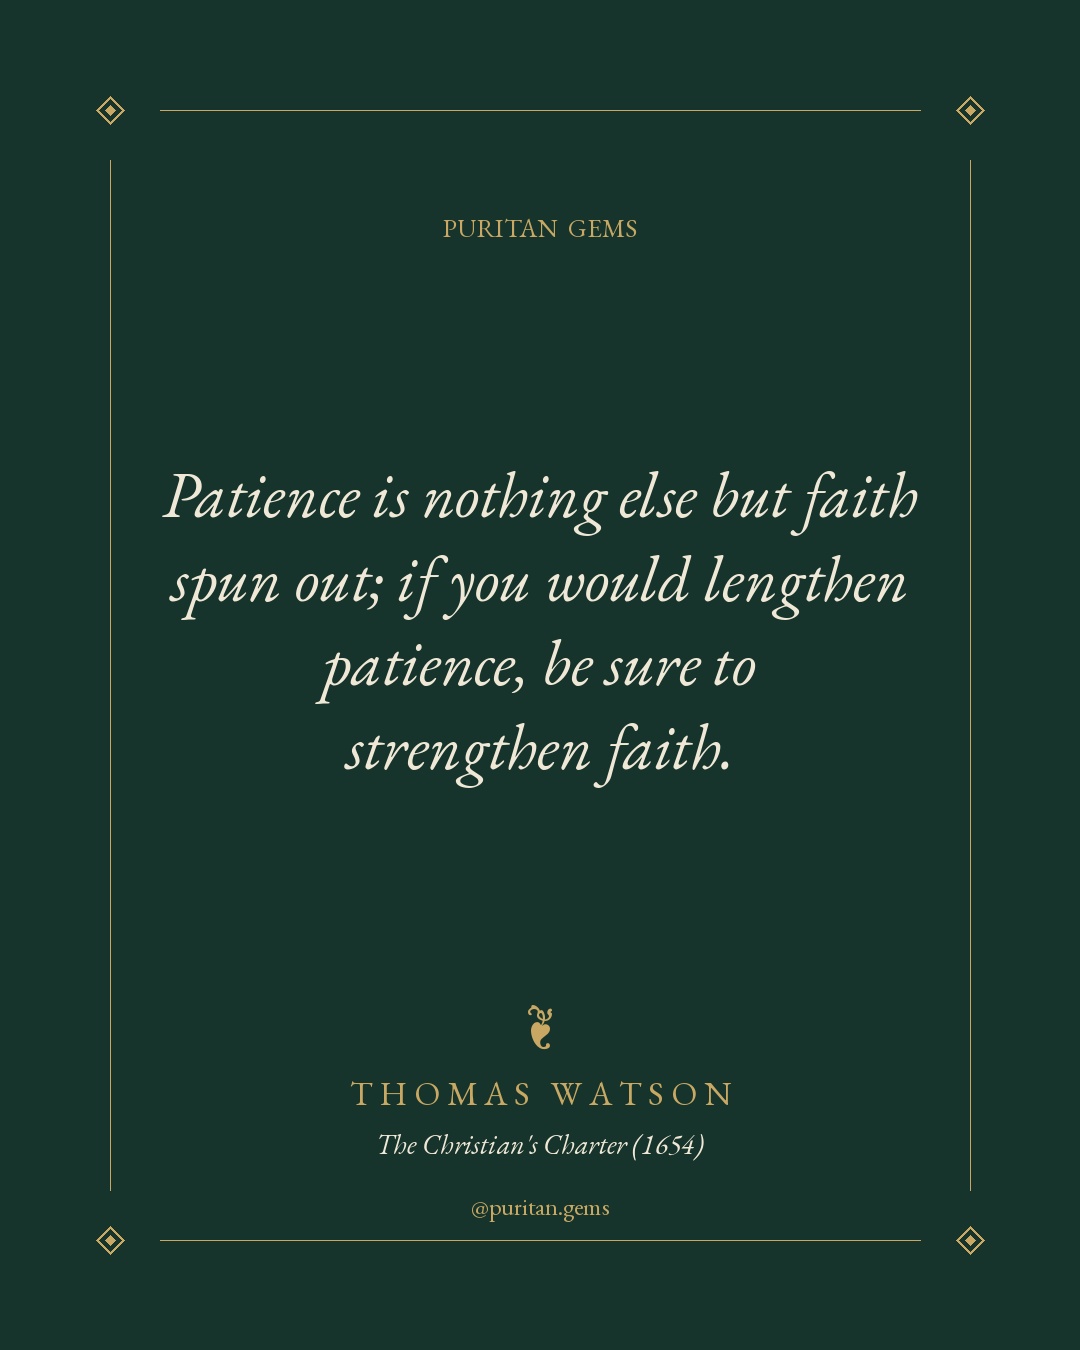 PURITAN GEMS
Patience is nothing else but faith
spun out; if you would lengthen
patience, be sure to
strengthen faith.
THOMAS WATSON
The Christian's Charter (1654)
@puritan.gems